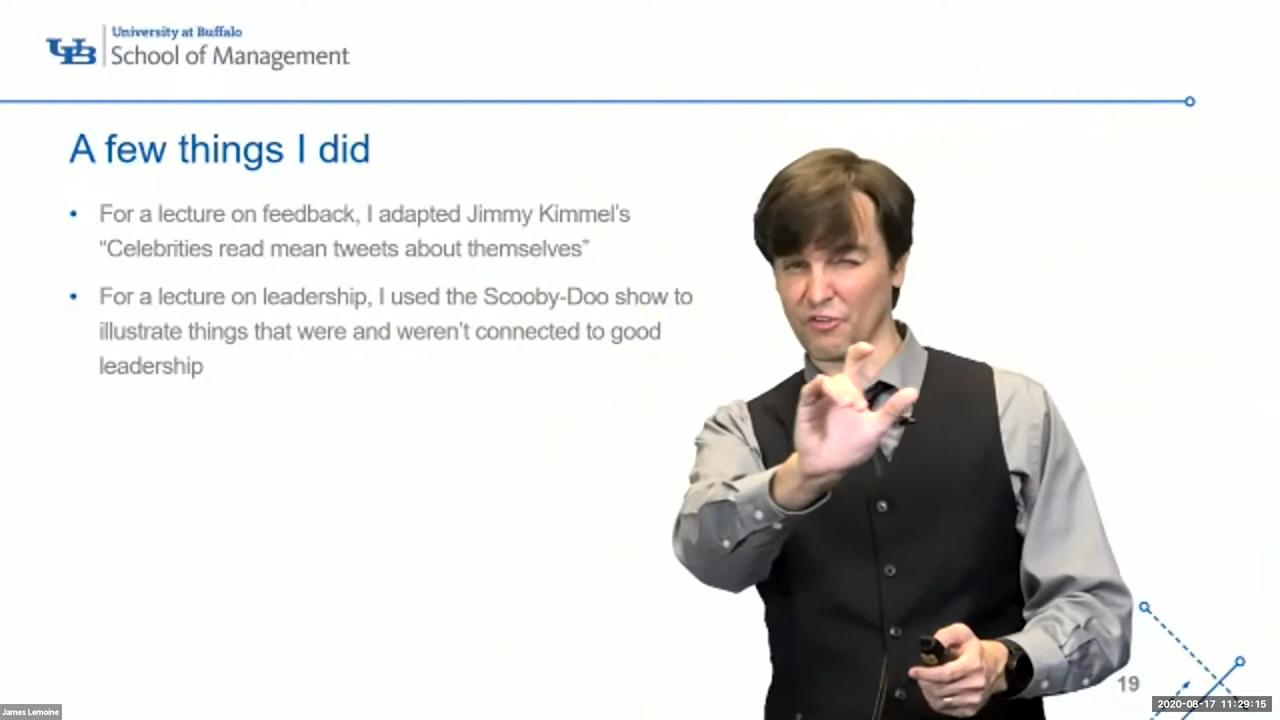 University at Buffalo
School of Management
A few things I did
• For a lecture on feedback, I adapted Jimmy Kimmel's
“Celebrities read mean tweets about themselves”
• For a lecture on leadership, I used the Scooby-Doo show to
illustrate things that were and weren't connected to good
leadership
19
James Lemoine
2020-08-17 11:29:15